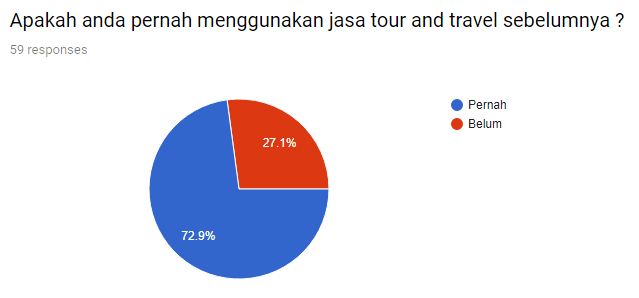 Apakah anda pernah menggunakan jasa tour and travel sebelumnya ?
59 responses
Pernah
Belum
27.1%
72.9%